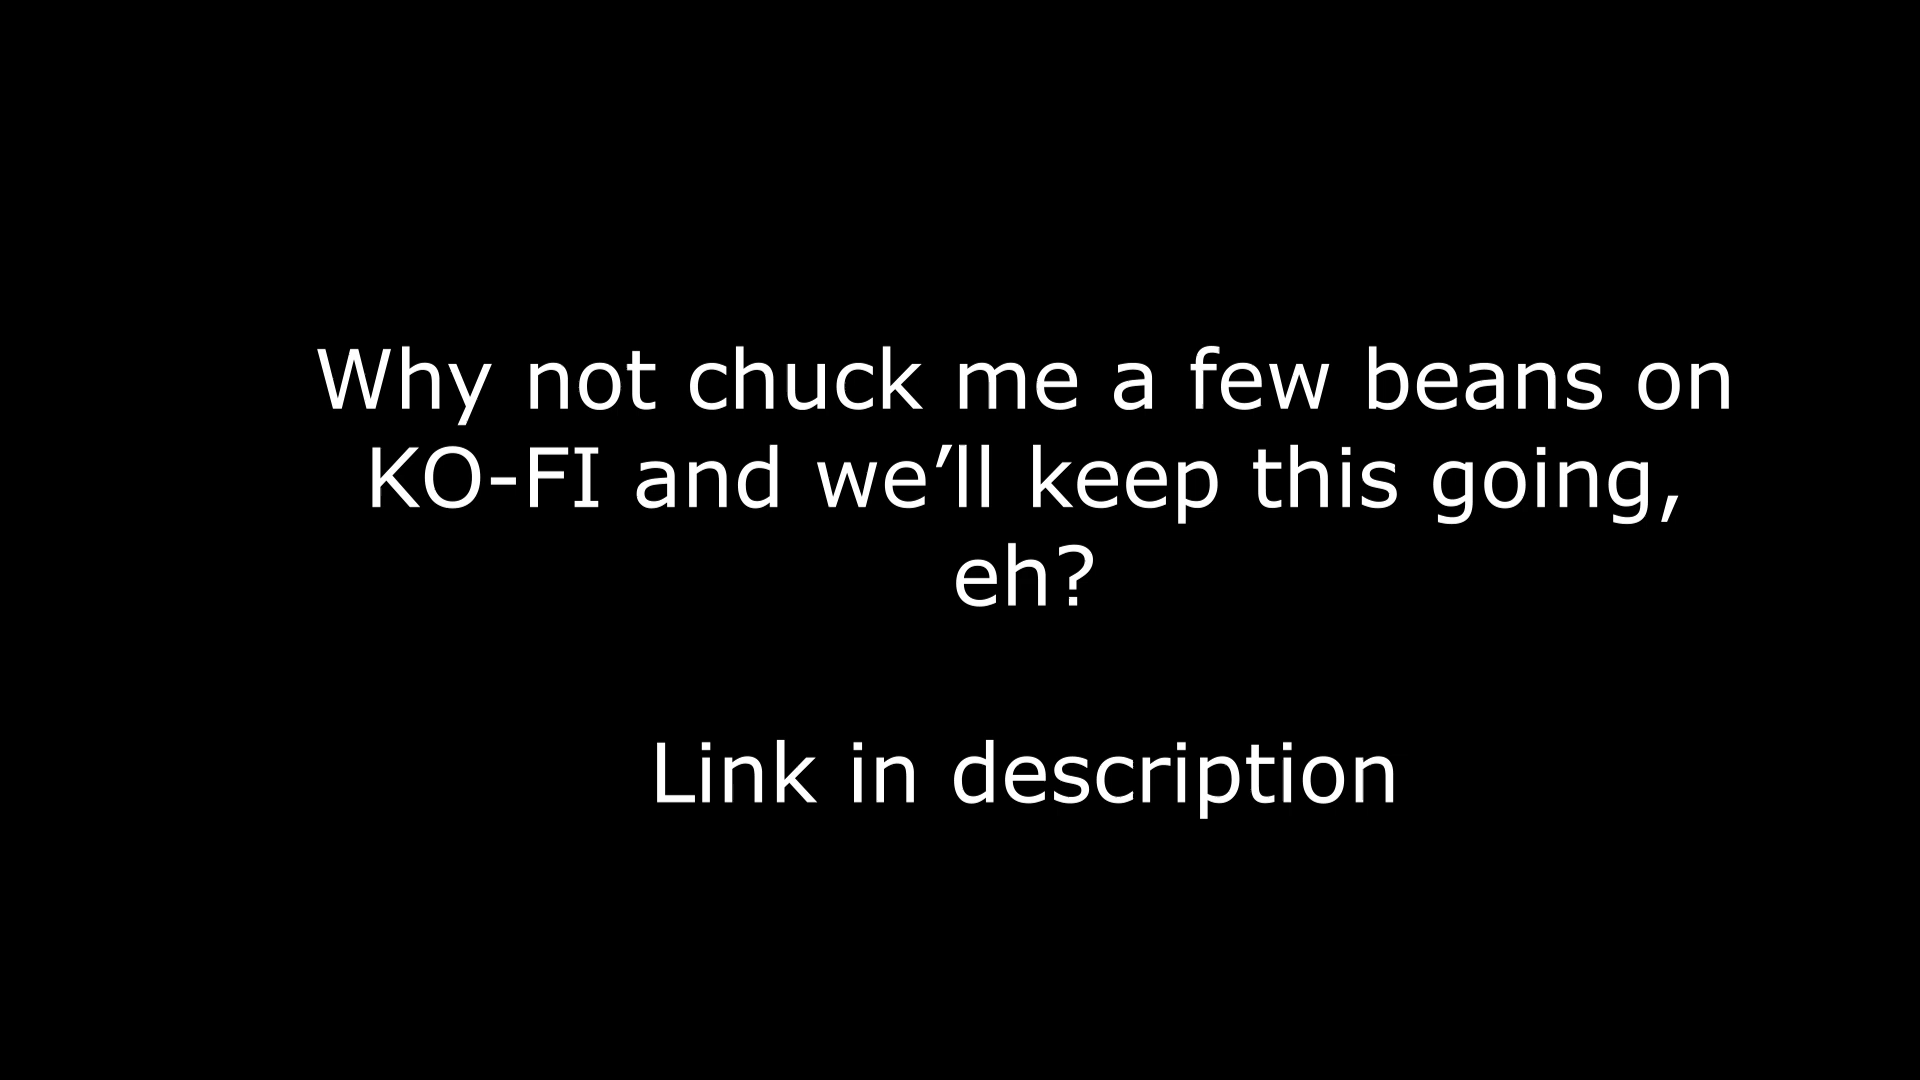 Why not chuck me a few beans on
KO-FI and we’ll keep this going,
eh?
Link in description